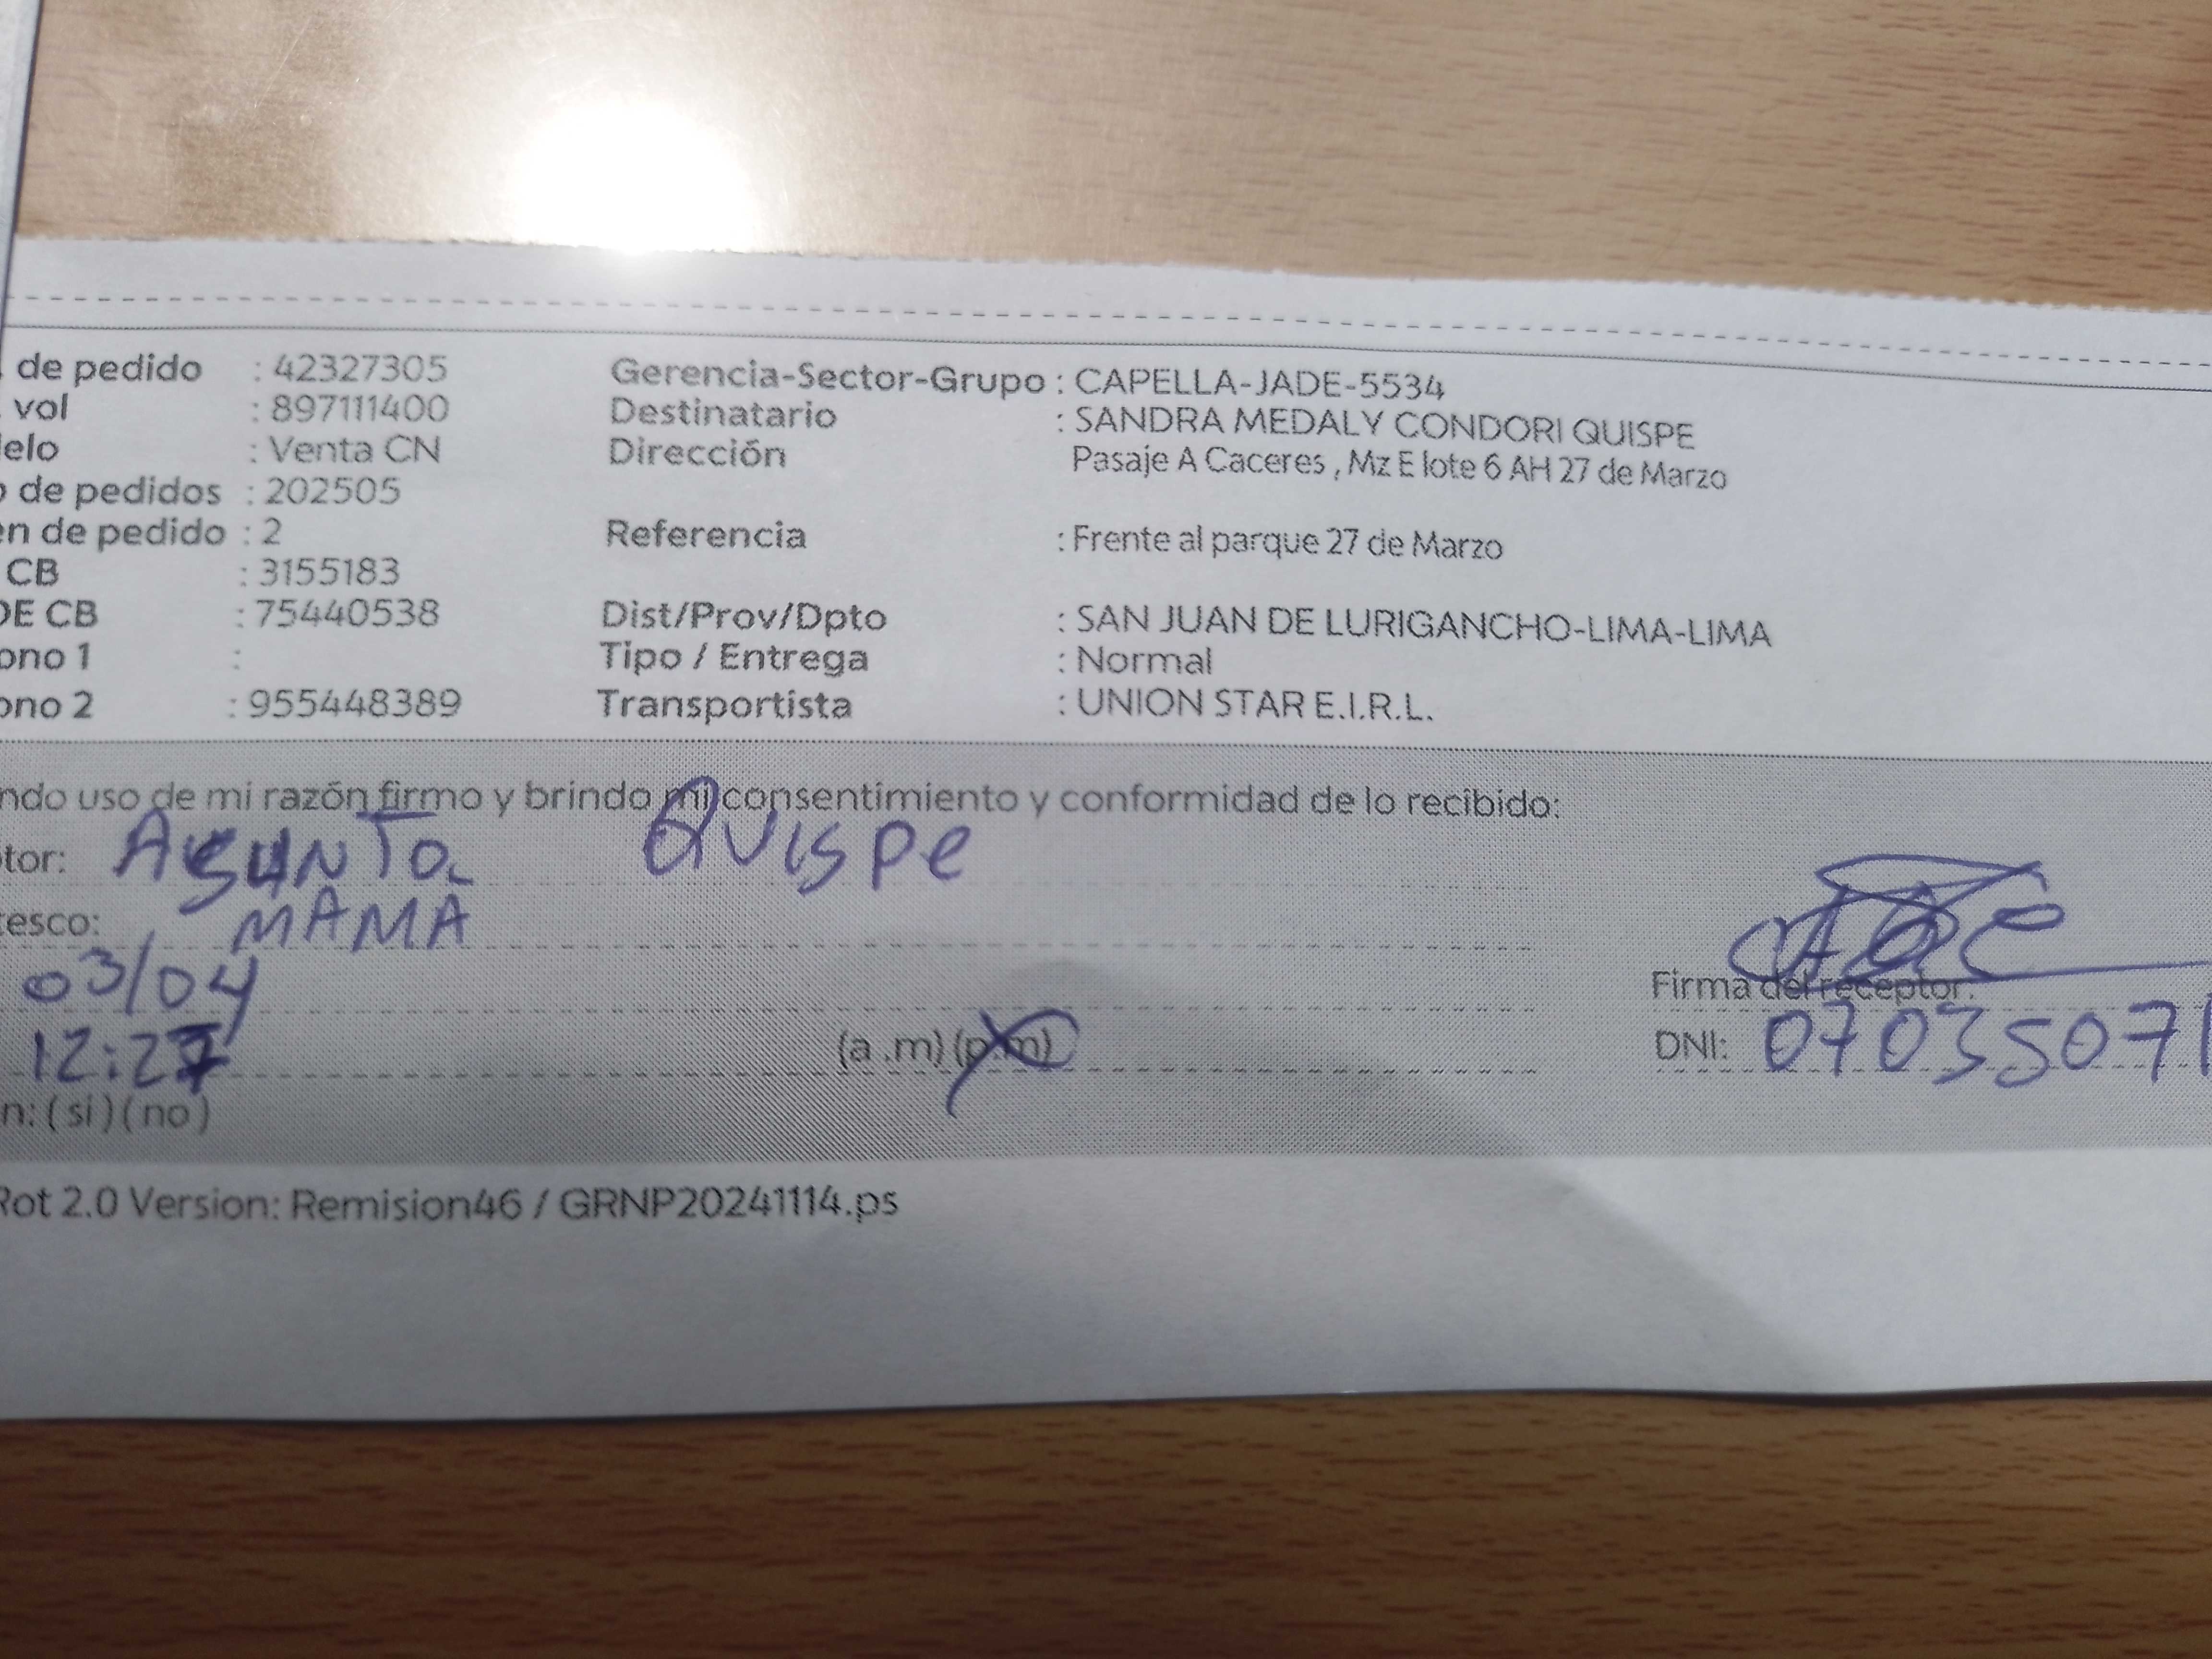 de pedido : 42327305 Gerencia-Sector-Grupo : CAPELLA-JADE-5534
vol : 897111400 Destinatario : SANDRA MEDALY CONDORI QUISPE
elo : Venta CN Dirección Pasaje A Caceres , Mz E lote 6 AH 27 de Marzo
de pedidos : 202505
en de pedido : 2 Referencia : Frente al parque 27 de Marzo
CB : 3155183
DE CB : 75440538 Dist/Prov/Dpto : SAN JUAN DE LURIGANCHO-LIMA-LIMA
ono 1 : Tipo / Entrega : Normal
ono 2 : 955448389 Transportista : UNION STAR E.I.R.L.
ndo uso de mi razón firmo y brindo mi consentimiento y conformidad de lo recibido:
tor: ASUNTA QUISPE
tesco: MAMA
03/04 Firma del receptor:
12:27 (a .m) (p.m) DNI: 07035071
n: ( si ) ( no )
Rot 2.0 Version: Remision46 / GRNP20241114.ps